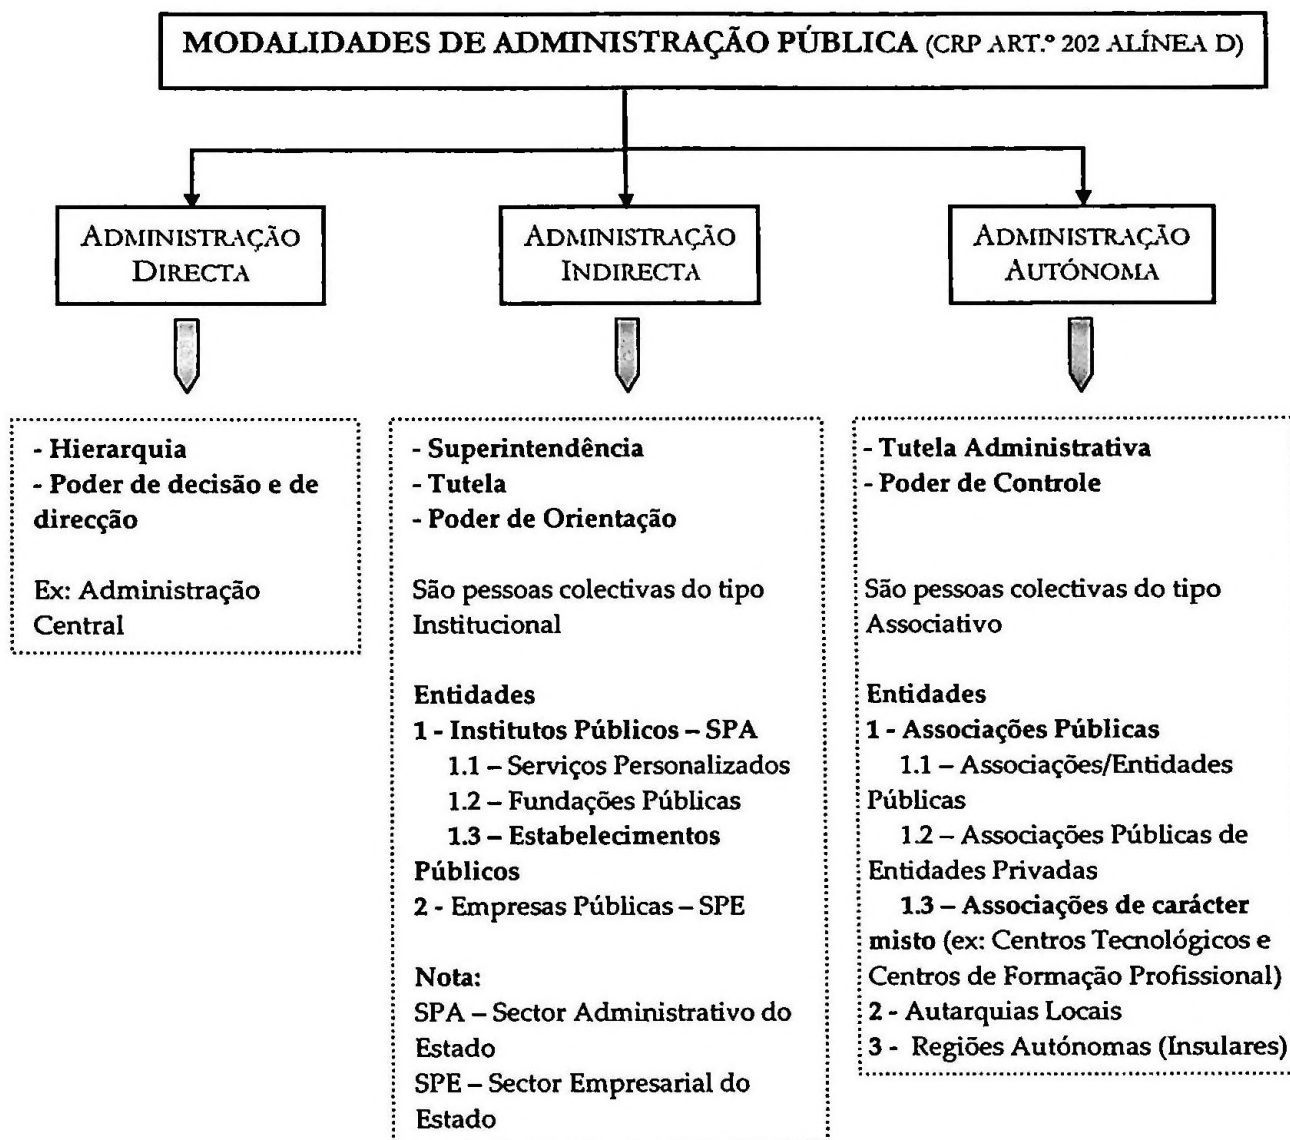 MODALIDADES DE ADMINISTRAÇÃO PÚBLICA (CRP ART.º 202 ALÍNEA D)
ADMINISTRAÇÃO
DIRECTA
ADMINISTRAÇÃO
INDIRECTA
ADMINISTRAÇÃO
AUTÓNOMA
- Hierarquia
- Poder de decisão e de
direcção
Ex: Administração
Central
- Superintendência
- Tutela
- Poder de Orientação
São pessoas colectivas do tipo
Institucional
Entidades
1 - Institutos Públicos – SPA
1.1 – Serviços Personalizados
1.2 – Fundações Públicas
1.3 – Estabelecimentos
Públicos
2 - Empresas Públicas – SPE
Nota:
SPA – Sector Administrativo do
Estado
SPE – Sector Empresarial do
Estado
- Tutela Administrativa
- Poder de Controle
São pessoas colectivas do tipo
Associativo
Entidades
1 - Associações Públicas
1.1 – Associações/Entidades
Públicas
1.2 – Associações Públicas de
Entidades Privadas
1.3 – Associações de carácter
misto (ex: Centros Tecnológicos e
Centros de Formação Profissional)
2 - Autarquias Locais
3 - Regiões Autónomas (Insulares)